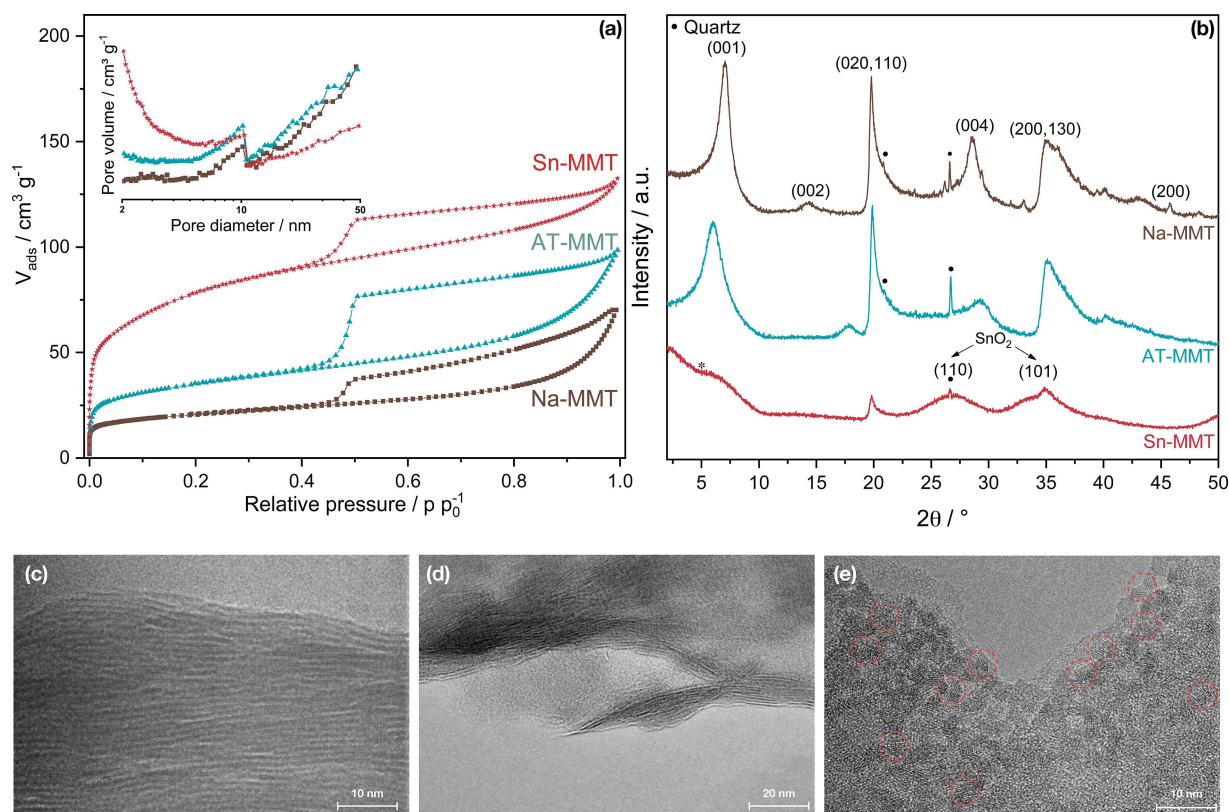 (a)
200
150
100
50
0
V_ads / cm³ g⁻¹
0.0 0.2 0.4 0.6 0.8 1.0
Relative pressure / p p₀⁻¹
Pore volume / cm³ g⁻¹
2 10 50
Pore diameter / nm
Sn-MMT
AT-MMT
Na-MMT
(b)
• Quartz
(001)
(020,110)
(002)
(004)
(200,130)
(200)
Na-MMT
AT-MMT
SnO₂
(110) (101)
*
Sn-MMT
Intensity / a.u.
5 10 15 20 25 30 35 40 45 50
2θ / °
(c)
10 nm
(d)
20 nm
(e)
10 nm